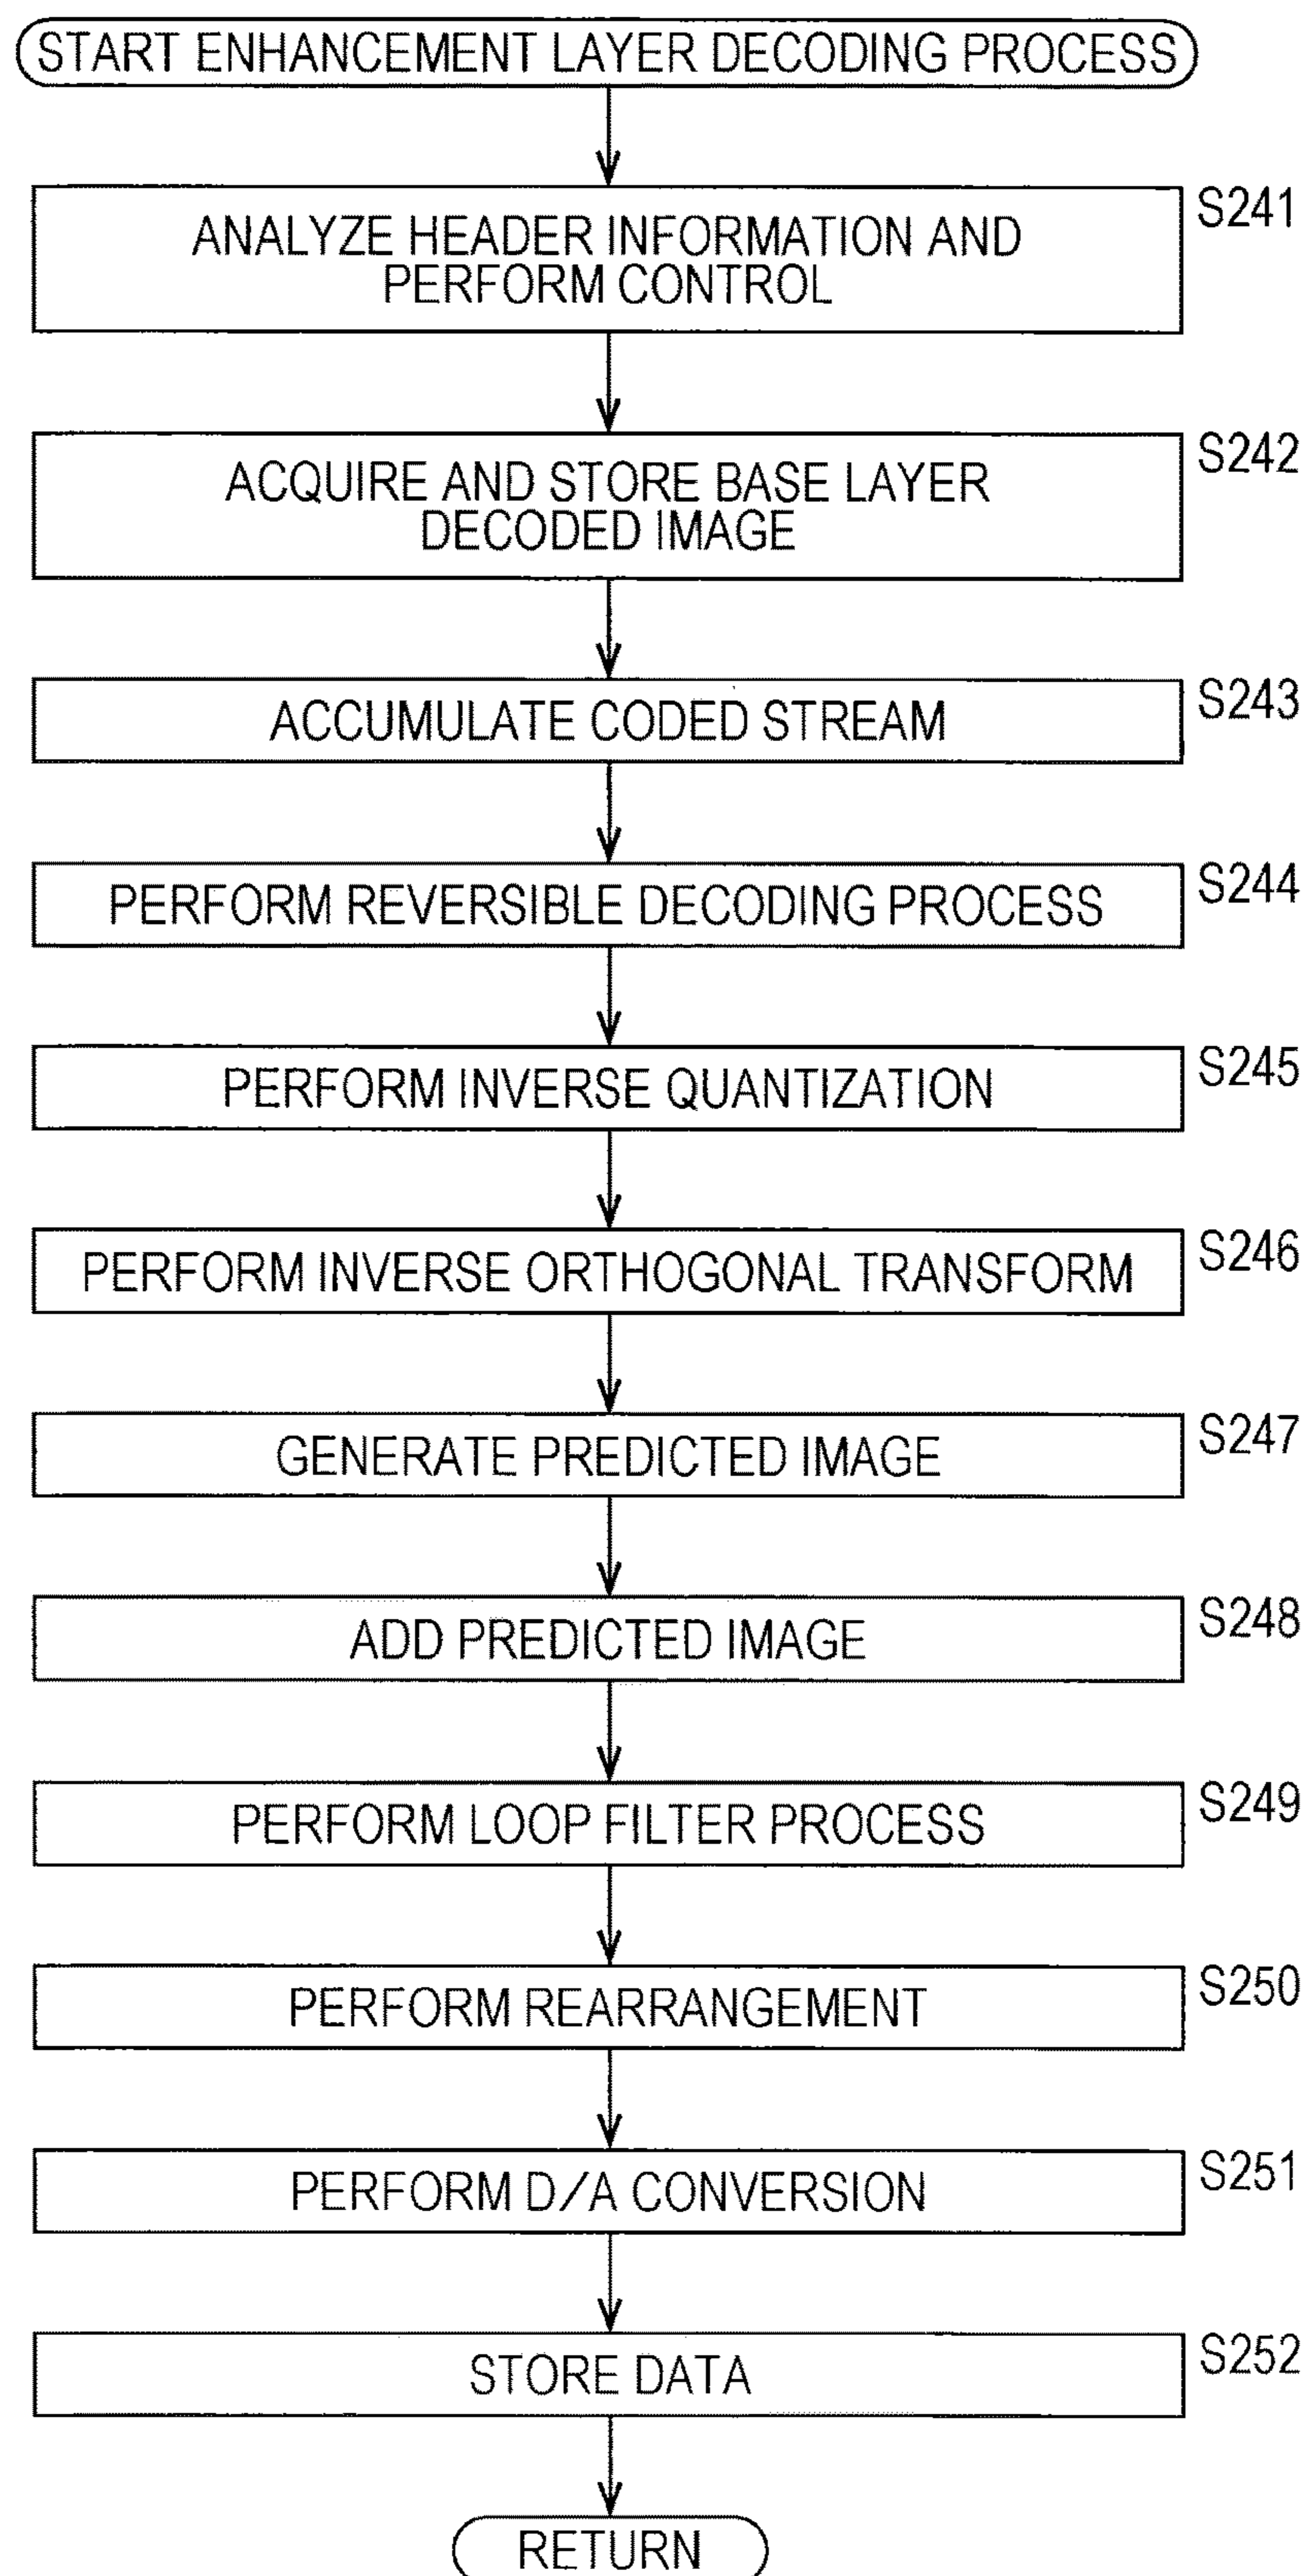 START ENHANCEMENT LAYER DECODING PROCESS
S241
ANALYZE HEADER INFORMATION AND
PERFORM CONTROL
S242
ACQUIRE AND STORE BASE LAYER
DECODED IMAGE
S243
ACCUMULATE CODED STREAM
S244
PERFORM REVERSIBLE DECODING PROCESS
S245
PERFORM INVERSE QUANTIZATION
S246
PERFORM INVERSE ORTHOGONAL TRANSFORM
S247
GENERATE PREDICTED IMAGE
S248
ADD PREDICTED IMAGE
S249
PERFORM LOOP FILTER PROCESS
S250
PERFORM REARRANGEMENT
S251
PERFORM D/A CONVERSION
S252
STORE DATA
RETURN